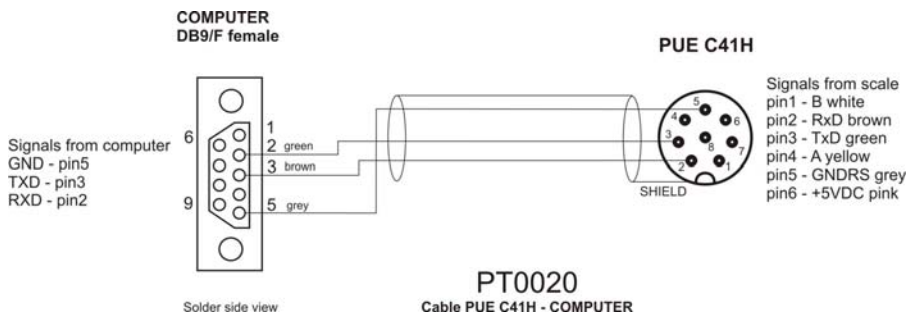 COMPUTER
DB9/F female
PUE C41H
Signals from computer
GND - pin5
TXD - pin3
RXD - pin2
6
9
1
2 green
3 brown
5 grey
5
4
6
3
8
7
2
1
SHIELD
Signals from scale
pin1 - B white
pin2 - RxD brown
pin3 - TxD green
pin4 - A yellow
pin5 - GNDRS grey
pin6 - +5VDC pink
Solder side view
PT0020
Cable PUE C41H - COMPUTER